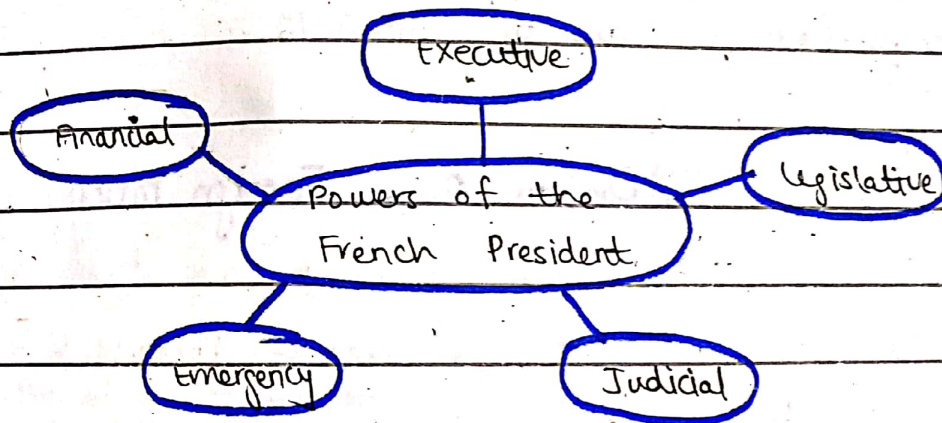 Executive
Financial
Legislative
Powers of the
French President
Emergency
Judicial